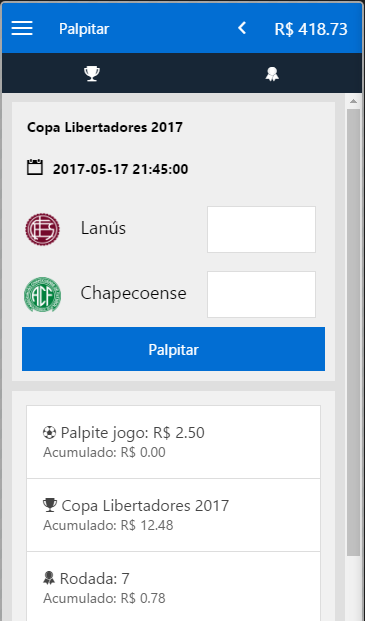 Palpitar R$ 418.73
Copa Libertadores 2017
2017-05-17 21:45:00
Lanús
Chapecoense
Palpitar
Palpite jogo: R$ 2.50
Acumulado: R$ 0.00
Copa Libertadores 2017
Acumulado: R$ 12.48
Rodada: 7
Acumulado: R$ 0.78